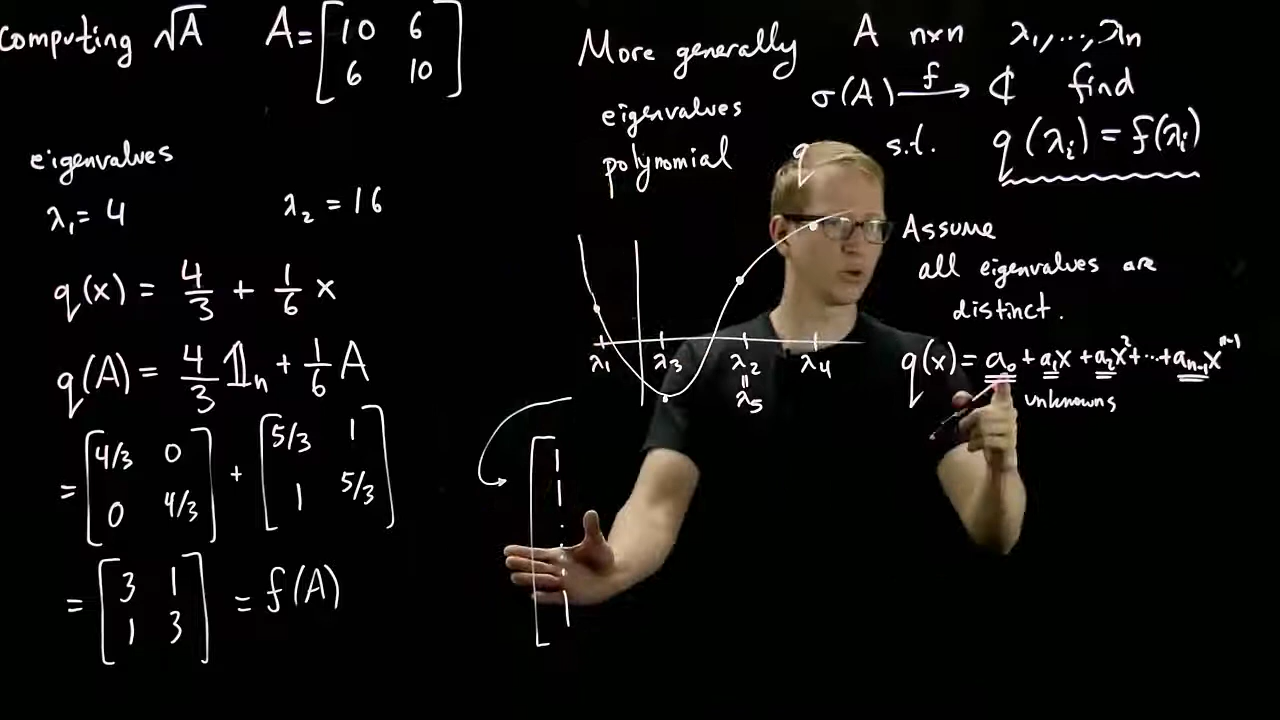 computing √A A = [10 6
6 10]
eigenvalues
λ₁ = 4 λ₂ = 16
q(x) = 4/3 + 1/6 x
q(A) = 4/3 𝟙ₙ + 1/6 A
= [4/3 0
0 4/3] + [5/3 1
1 5/3]
= [3 1
1 3] = f(A)
More generally A n×n λ₁,...,λₙ
eigenvalues σ(A) —f→ ℂ find
polynomial q s.t. q(λᵢ) = f(λᵢ)
λ₁ λ₃ λ₂ λ₄
=
λ₅
Assume
all eigenvalues are
distinct.
q(x) = a₀ + a₁x + a₂x² + ... + aₙ₋₁xⁿ⁻¹
unknowns
[1
1
⋮
1